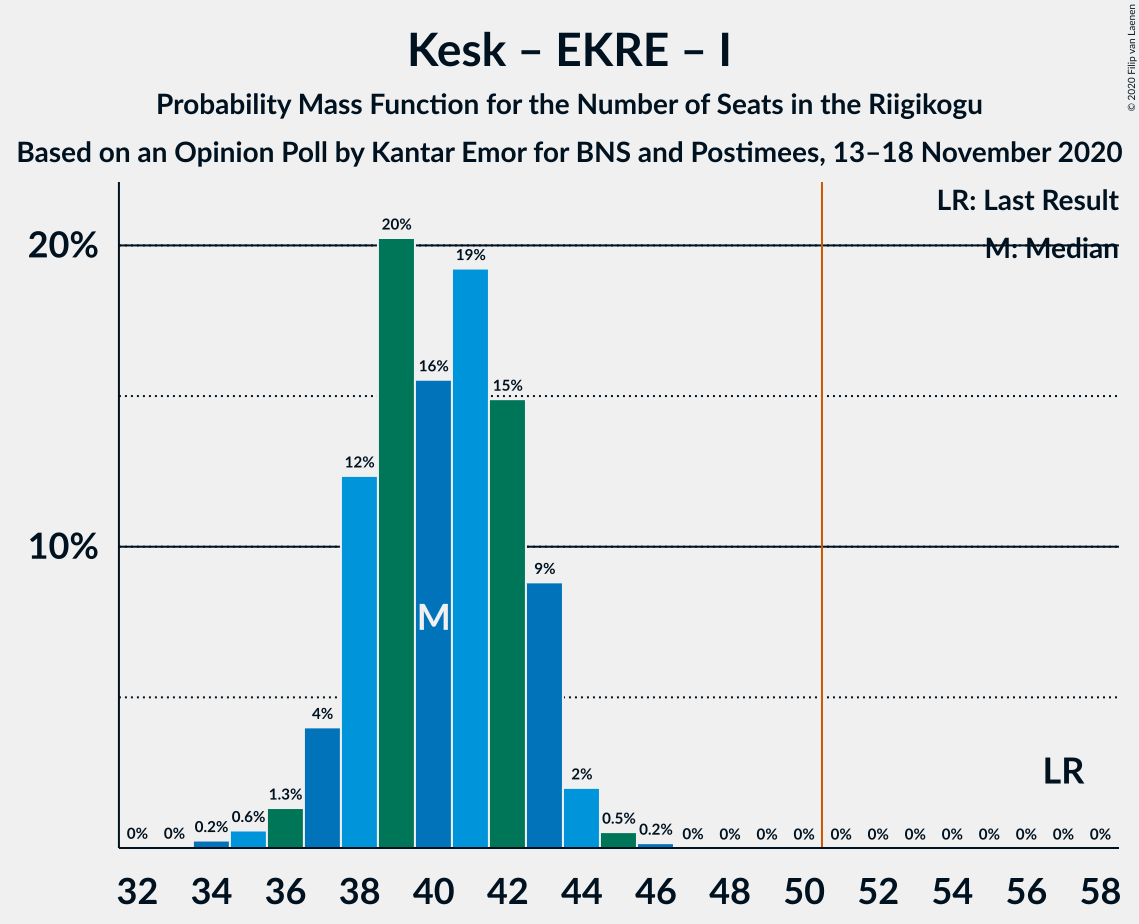 Kesk – EKRE – I
Probability Mass Function for the Number of Seats in the Riigikogu
Based on an Opinion Poll by Kantar Emor for BNS and Postimees, 13–18 November 2020
© 2020 Filip van Laenen
LR: Last Result
M: Median
20%
10%
0% 0% 0.2% 0.6% 1.3% 4% 12% 20% 16% 19% 15% 9% 2% 0.5% 0.2% 0% 0% 0% 0% 0% 0% 0% 0% 0% 0% 0% 0%
M
LR
32 34 36 38 40 42 44 46 48 50 52 54 56 58